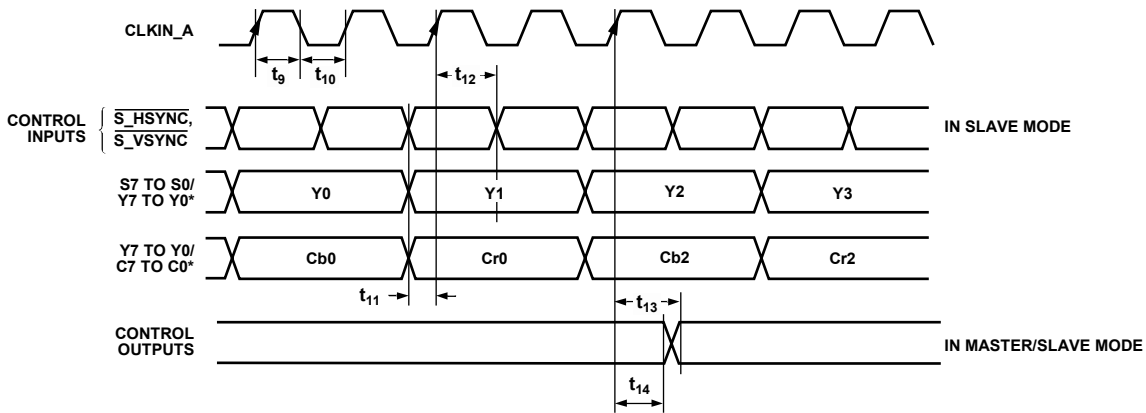 CLKIN_A
t9
t10
t12
CONTROL
INPUTS
S_HSYNC,
S_VSYNC
IN SLAVE MODE
S7 TO S0/
Y7 TO Y0*
Y0
Y1
Y2
Y3
Y7 TO Y0/
C7 TO C0*
Cb0
Cr0
Cb2
Cr2
t11
t13
CONTROL
OUTPUTS
IN MASTER/SLAVE MODE
t14